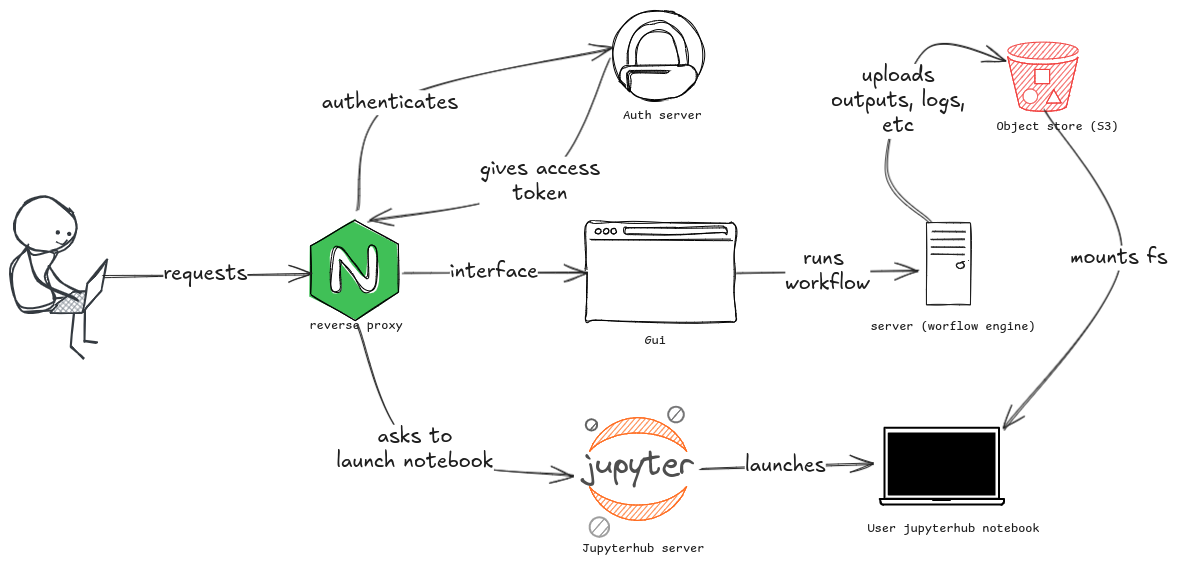 uploads
outputs, logs,
etc
authenticates
Auth server
Object store (S3)
gives access
token
requests
N
interface
runs
workflow
mounts fs
reverse proxy
Gui
server (worflow engine)
asks to
launch notebook
jupyter
launches
User jupyterhub notebook
Jupyterhub server